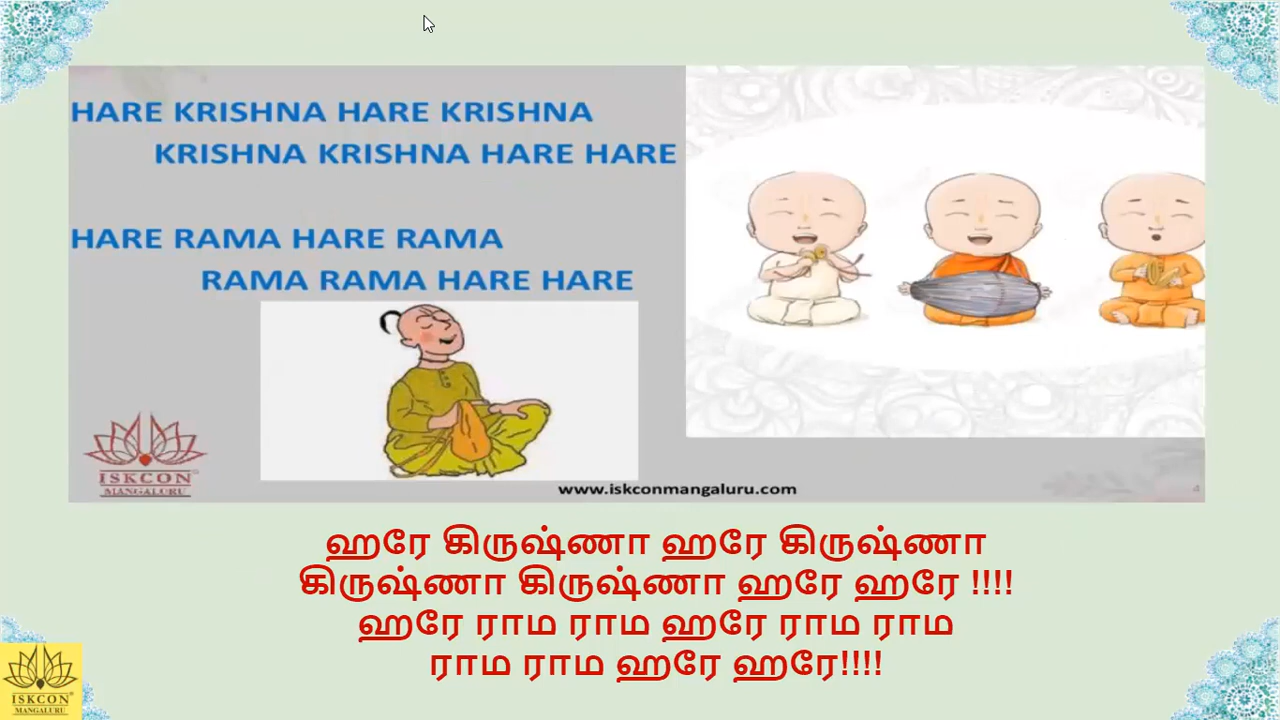 HARE KRISHNA HARE KRISHNA
KRISHNA KRISHNA HARE HARE
HARE RAMA HARE RAMA
RAMA RAMA HARE HARE
ISKCON
MANGALURU
www.iskconmangaluru.com
4
ஹரே கிருஷ்ணா ஹரே கிருஷ்ணா
கிருஷ்ணா கிருஷ்ணா ஹரே ஹரே !!!!
ஹரே ராம ராம ஹரே ராம ராம
ராம ராம ஹரே ஹரே!!!!
ISKCON
MANGALURU